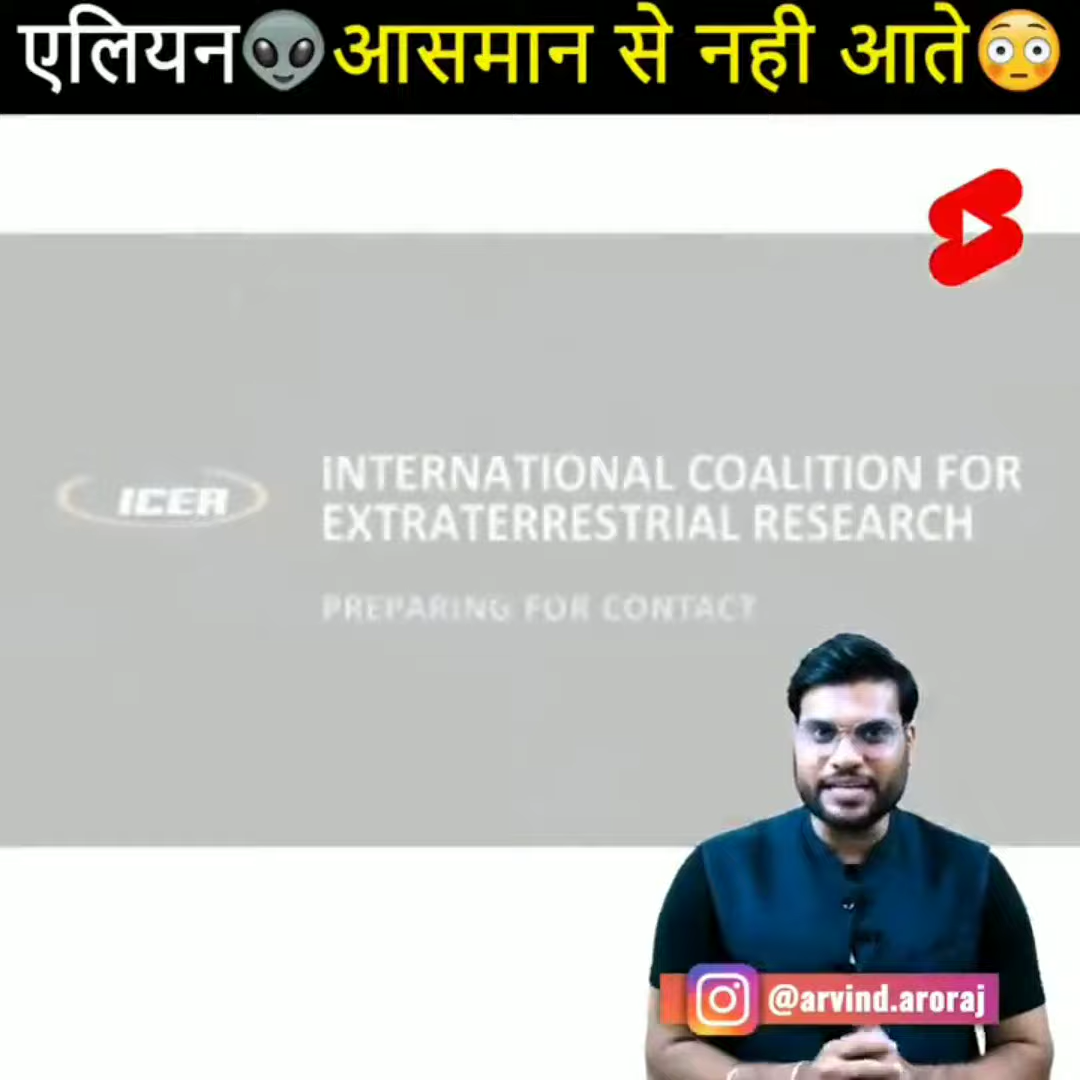 एलियन👽आसमान से नही आते😳
ICER
INTERNATIONAL COALITION FOR
EXTRATERRESTRIAL RESEARCH
PREPARING FOR CONTACT
@arvind.aroraj